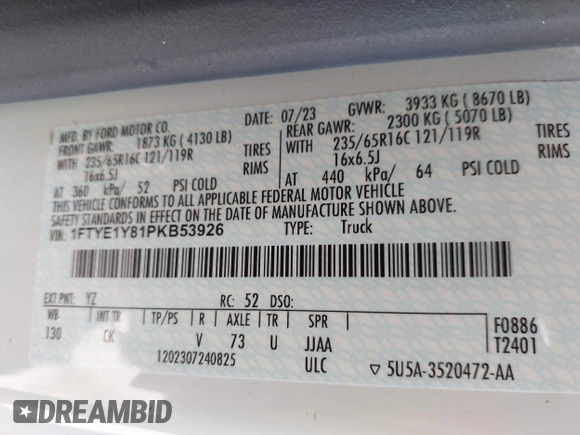 MFD. BY FORD MOTOR CO.
DATE: 07/23 GVWR: 3933 KG ( 8670 LB)
FRONT GAWR: 1873 KG ( 4130 LB)
REAR GAWR: 2300 KG ( 5070 LB)
WITH 235/65R16C 121/119R TIRES
WITH 235/65R16C 121/119R TIRES
16x6.5J RIMS
16x6.5J RIMS
AT 360 kPa/ 52 PSI COLD
AT 440 kPa/ 64 PSI COLD
THIS VEHICLE CONFORMS TO ALL APPLICABLE FEDERAL MOTOR VEHICLE
SAFETY STANDARDS IN EFFECT ON THE DATE OF MANUFACTURE SHOWN ABOVE.
VIN: 1FTYE1Y81PKB53926 TYPE: Truck
EXT PNT: YZ RC: 52 DSO:
WB INT TR TP/PS R AXLE TR SPR
130 CK V 73 U JJAA
F0886
T2401
1202307240825 ULC ▽ 5U5A-3520472-AA
DREAMBID